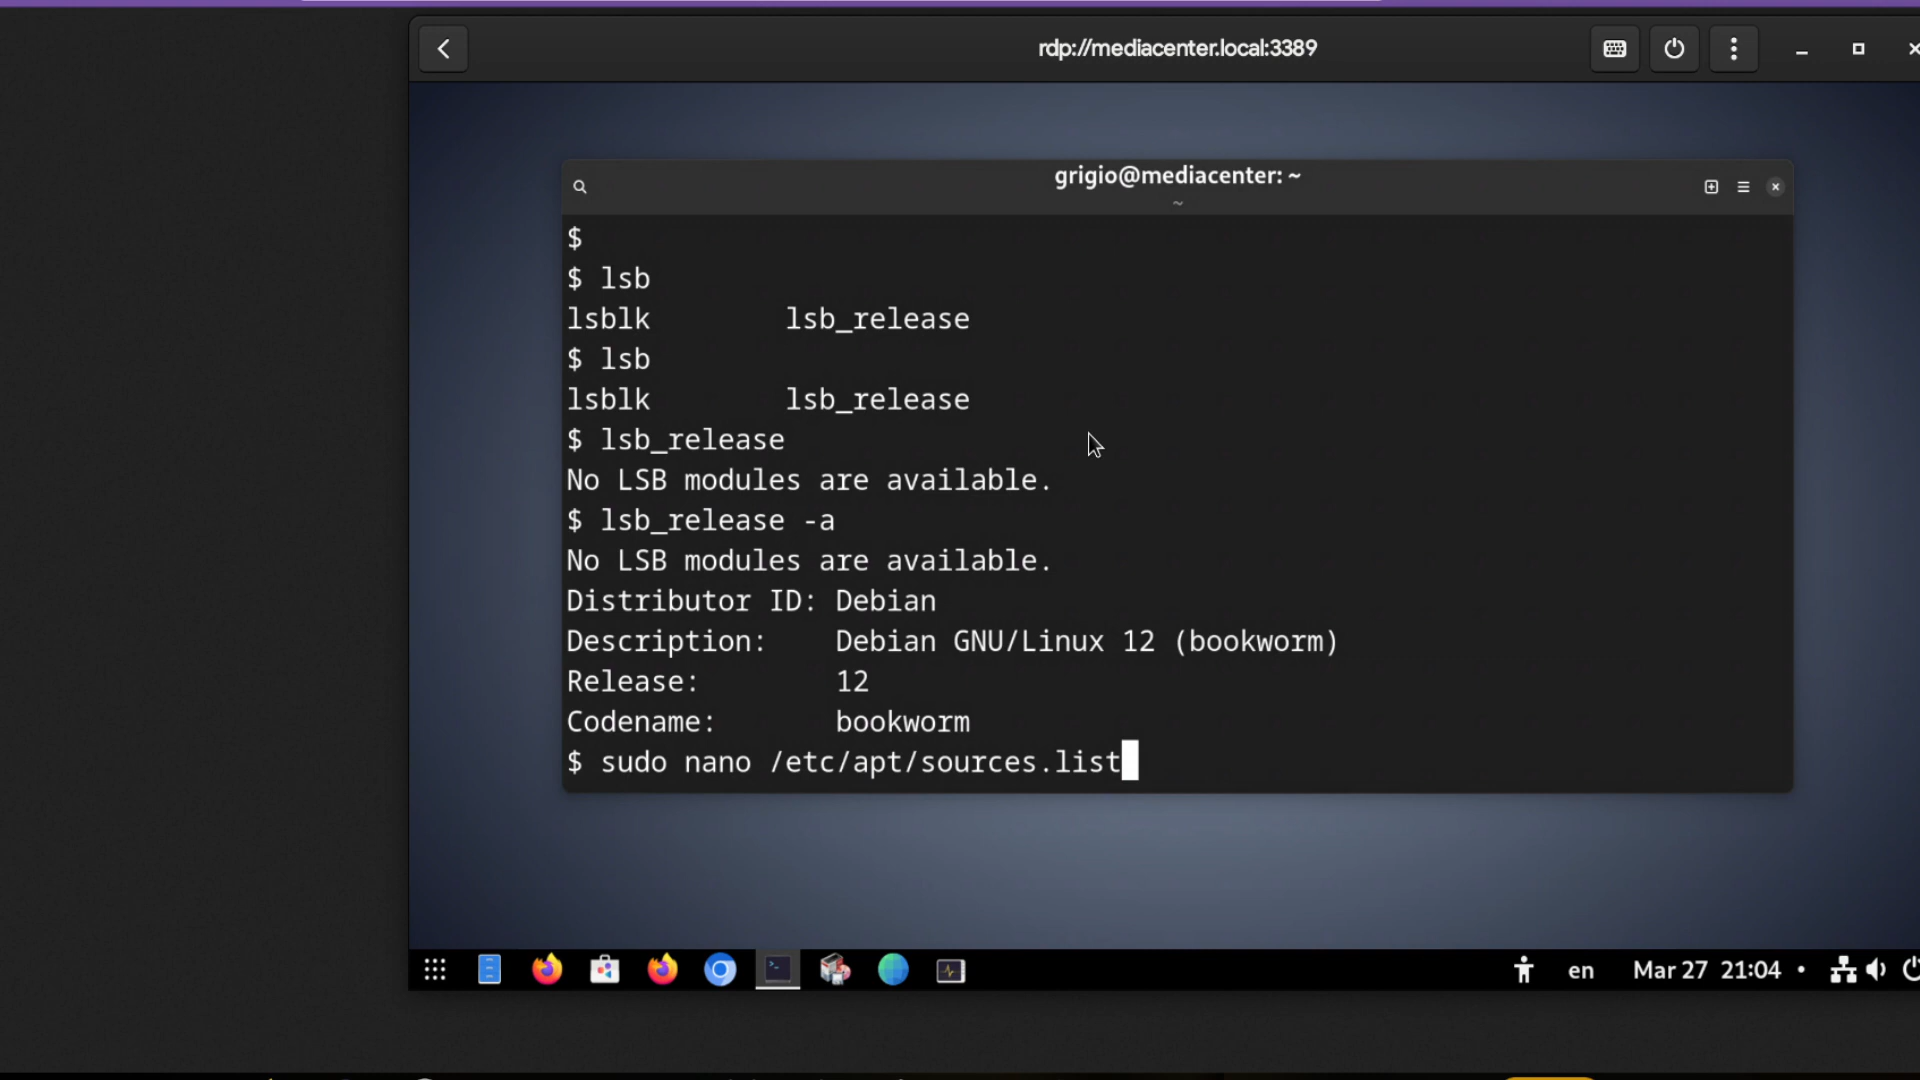 rdp://mediacenter.local:3389
grigio@mediacenter: ~
~
$
$ lsb
lsblk lsb_release
$ lsb
lsblk lsb_release
$ lsb_release
No LSB modules are available.
$ lsb_release -a
No LSB modules are available.
Distributor ID: Debian
Description: Debian GNU/Linux 12 (bookworm)
Release: 12
Codename: bookworm
$ sudo nano /etc/apt/sources.list
en Mar 27 21:04